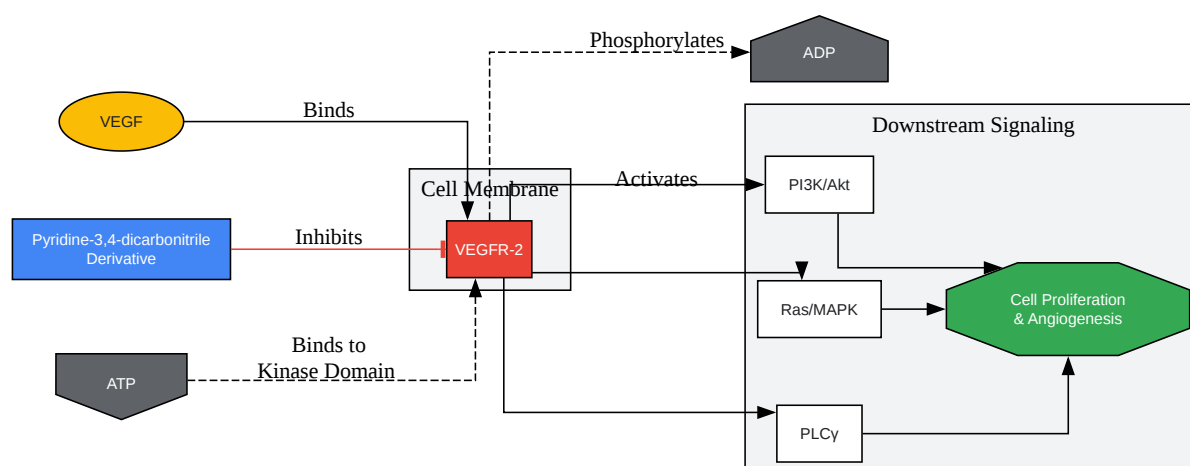 Phosphorylates
ADP
VEGF
Binds
Downstream Signaling
Cell Membrane
Activates
PI3K/Akt
Pyridine-3,4-dicarbonitrile
Derivative
Inhibits
VEGFR-2
Ras/MAPK
Cell Proliferation
& Angiogenesis
Binds to
Kinase Domain
ATP
PLCγ